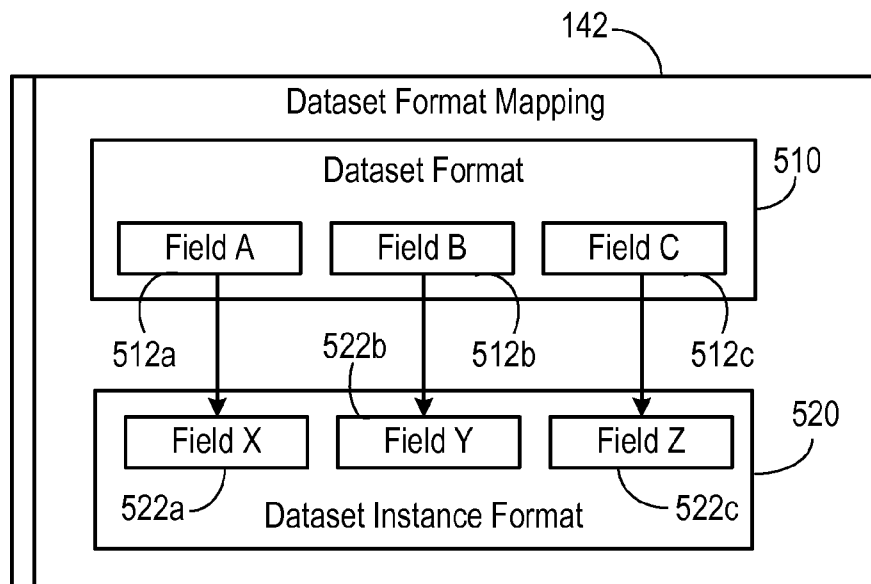 142
Dataset Format Mapping
Dataset Format
510
Field A
Field B
Field C
512a
522b
512b
512c
Field X
Field Y
Field Z
520
522a
Dataset Instance Format
522c